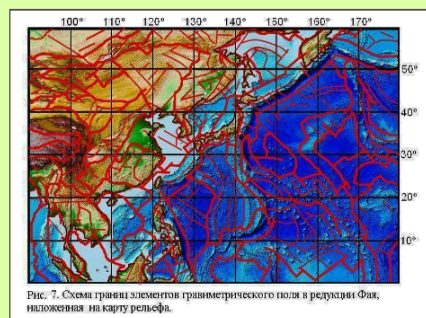 100° 110° 120° 130° 140° 150° 160° 170°
50°
40°
30°
20°
10°
Рис. 7. Схема границ элементов гравиметрического поля в редукции Фая,
наложенная на карту рельефа.